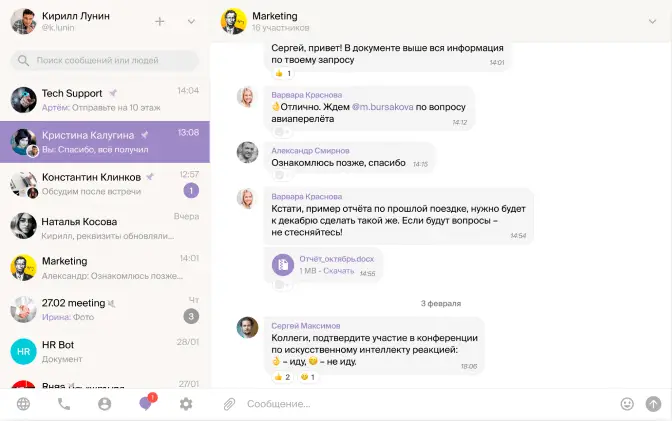 Кирилл Лунин
@k.lunin
Поиск сообщений или людей
Tech Support
14:04
Артём: Отправьте на 10 этаж
Кристина Калугина
13:08
Вы: Спасибо, всё получил
Константин Клинков
12:57
Обсудим после встречи
1
Наталья Косова
Вчера
Кирилл, реквизиты обновляли...
Marketing
14:01
Александр: Ознакомлюсь позже...
27.02 meeting
Чт
Ирина: Фото
3
HR
HR Bot
28/01
Документ
27/01
1
Marketing
16 участников
Сергей, привет! В документе выше вся информация
по твоему запросу
14:01
👍 1
Варвара Краснова
👌Отлично. Ждем @m.bursakova по вопросу
авиаперелёта
14:12
Александр Смирнов
Ознакомлюсь позже, спасибо
14:15
Варвара Краснова
Кстати, пример отчёта по прошлой поездке, нужно будет
к декабрю сделать такой же. Если будут вопросы –
не стесняйтесь!
14:54
Отчёт_октябрь.docx
1 MB - Скачать
14:55
3 февраля
Сергей Максимов
Коллеги, подтвердите участие в конференции
по искусственному интеллекту реакцией:
👌 – иду, 😋 – не иду.
18:06
👍 2 😋 1
Сообщение...